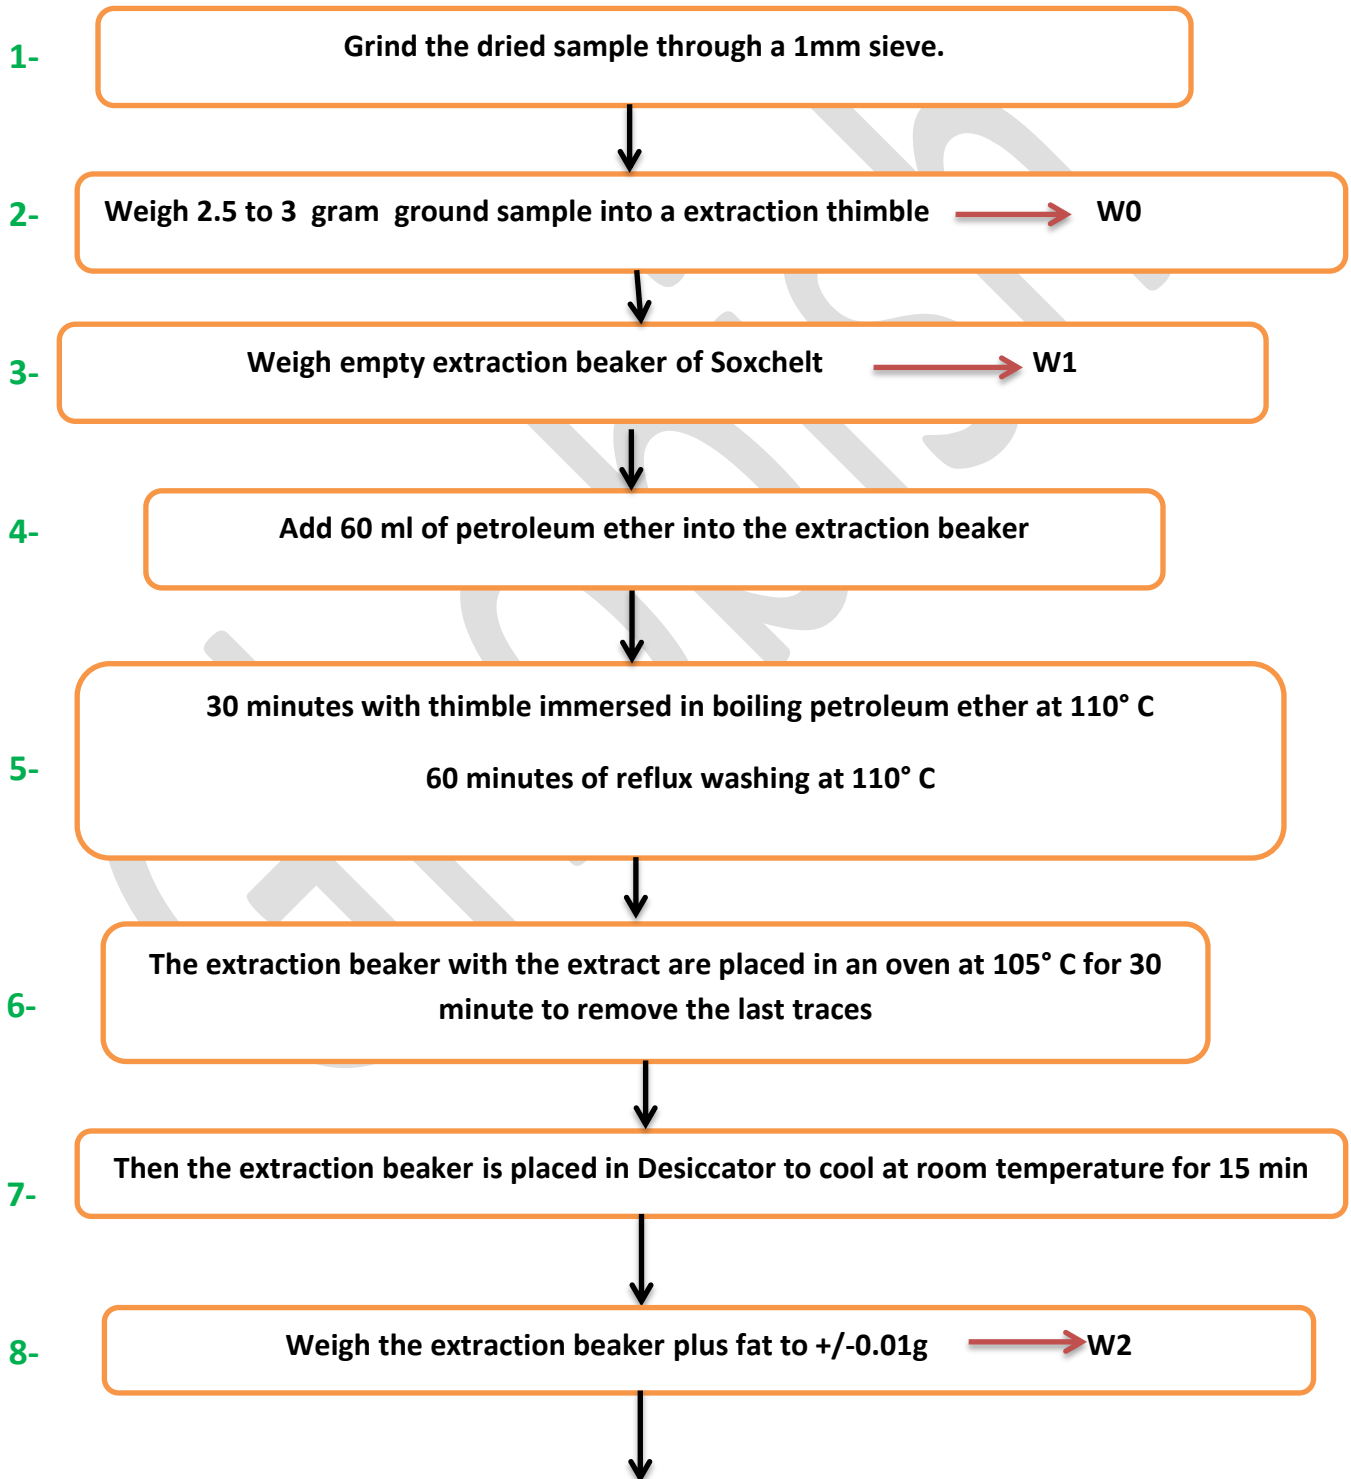 1-
Grind the dried sample through a 1mm sieve.
2-
Weigh 2.5 to 3 gram ground sample into a extraction thimble W0
3-
Weigh empty extraction beaker of Soxchelt W1
4-
Add 60 ml of petroleum ether into the extraction beaker
30 minutes with thimble immersed in boiling petroleum ether at 110° C
5-
60 minutes of reflux washing at 110° C
The extraction beaker with the extract are placed in an oven at 105° C for 30
6-
minute to remove the last traces
Then the extraction beaker is placed in Desiccator to cool at room temperature for 15 min
7-
Weigh the extraction beaker plus fat to +/-0.01g W2
8-